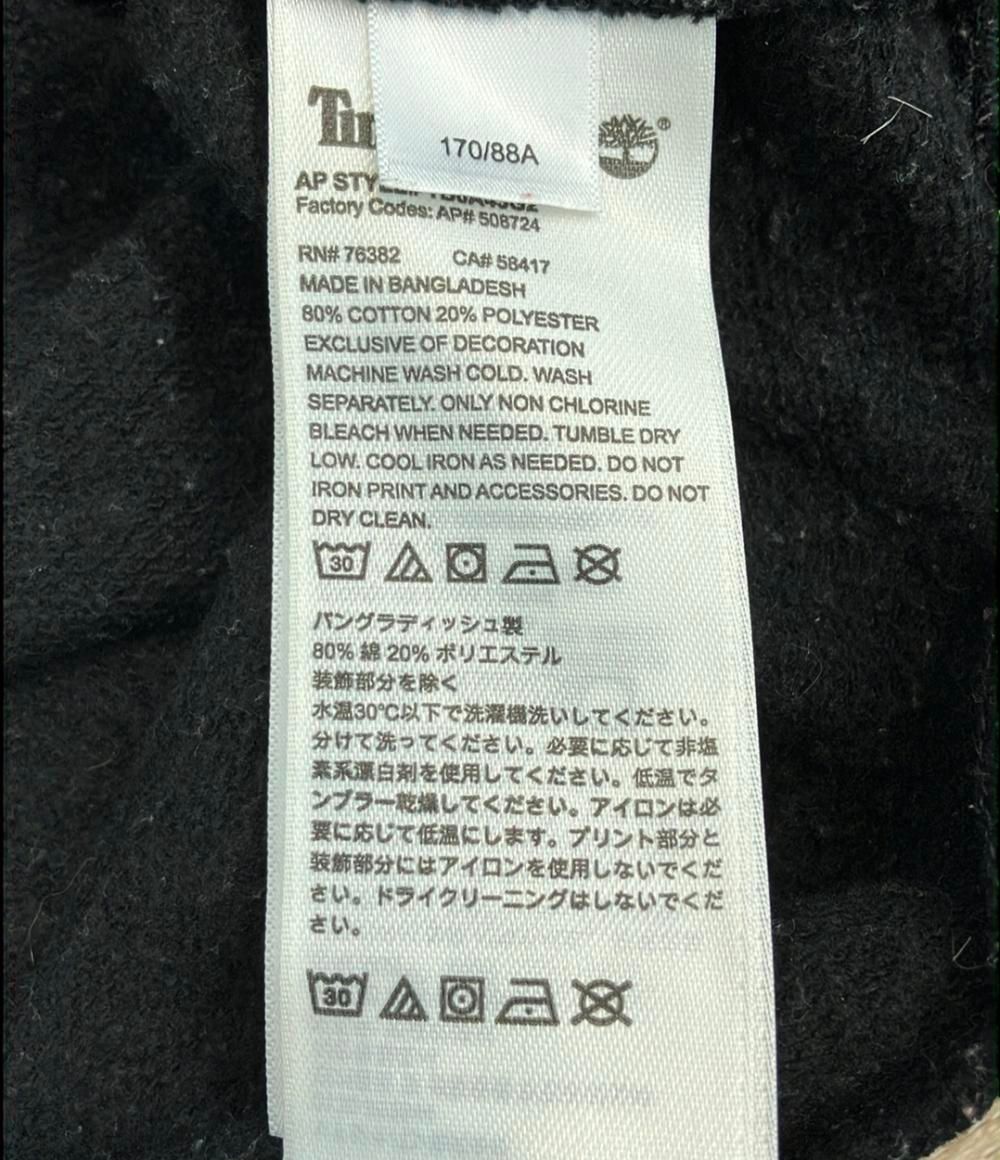 170/88A
®
AP
Factory Codes: AP# 508724
RN# 76382 CA# 58417
MADE IN BANGLADESH
80% COTTON 20% POLYESTER
EXCLUSIVE OF DECORATION
MACHINE WASH COLD. WASH
SEPARATELY. ONLY NON CHLORINE
BLEACH WHEN NEEDED. TUMBLE DRY
LOW. COOL IRON AS NEEDED. DO NOT
IRON PRINT AND ACCESSORIES. DO NOT
DRY CLEAN.
30
バングラディッシュ製
80% 綿 20% ポリエステル
装飾部分を除く
水温30℃以下で洗濯機洗いしてください。
分けて洗ってください。必要に応じて非塩
素系漂白剤を使用してください。低温でタ
ンブラー乾燥してください。アイロンは必
要に応じて低温にします。プリント部分と
装飾部分にはアイロンを使用しないでくだ
さい。ドライクリーニングはしないでくだ
さい。
30